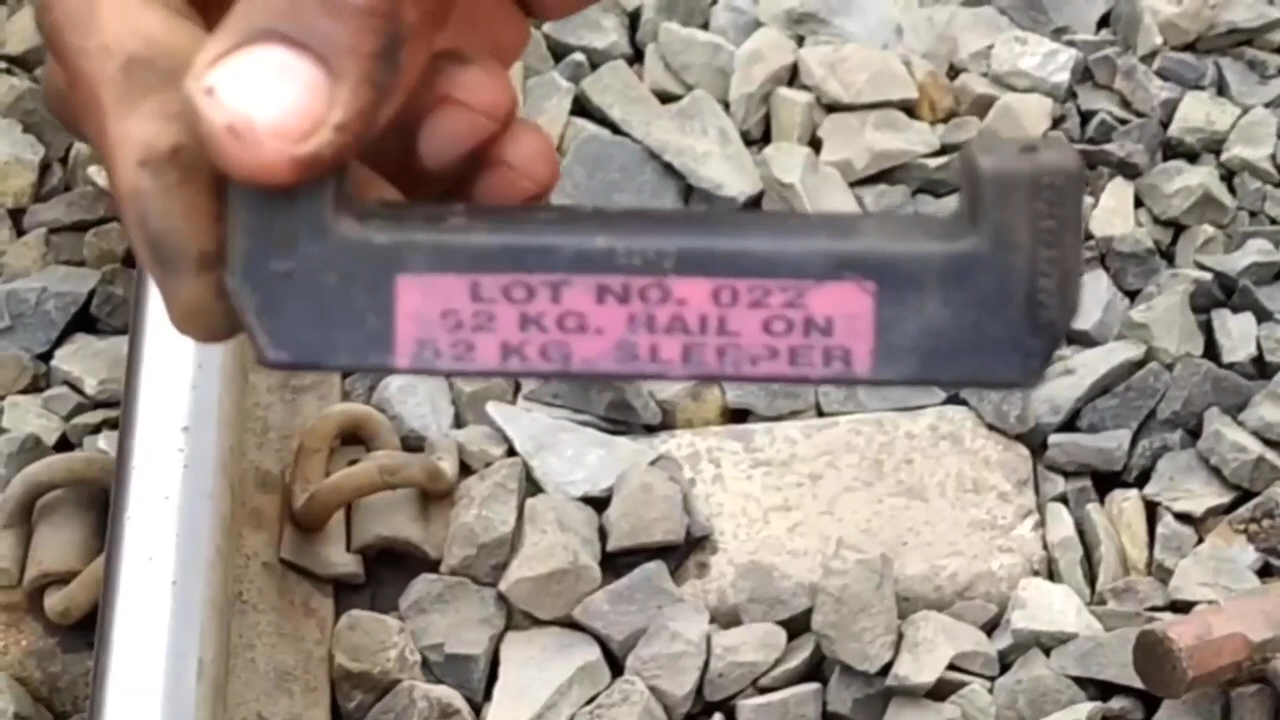 LOT NO. 022
52 KG. RAIL ON
52 KG. SLEEPER